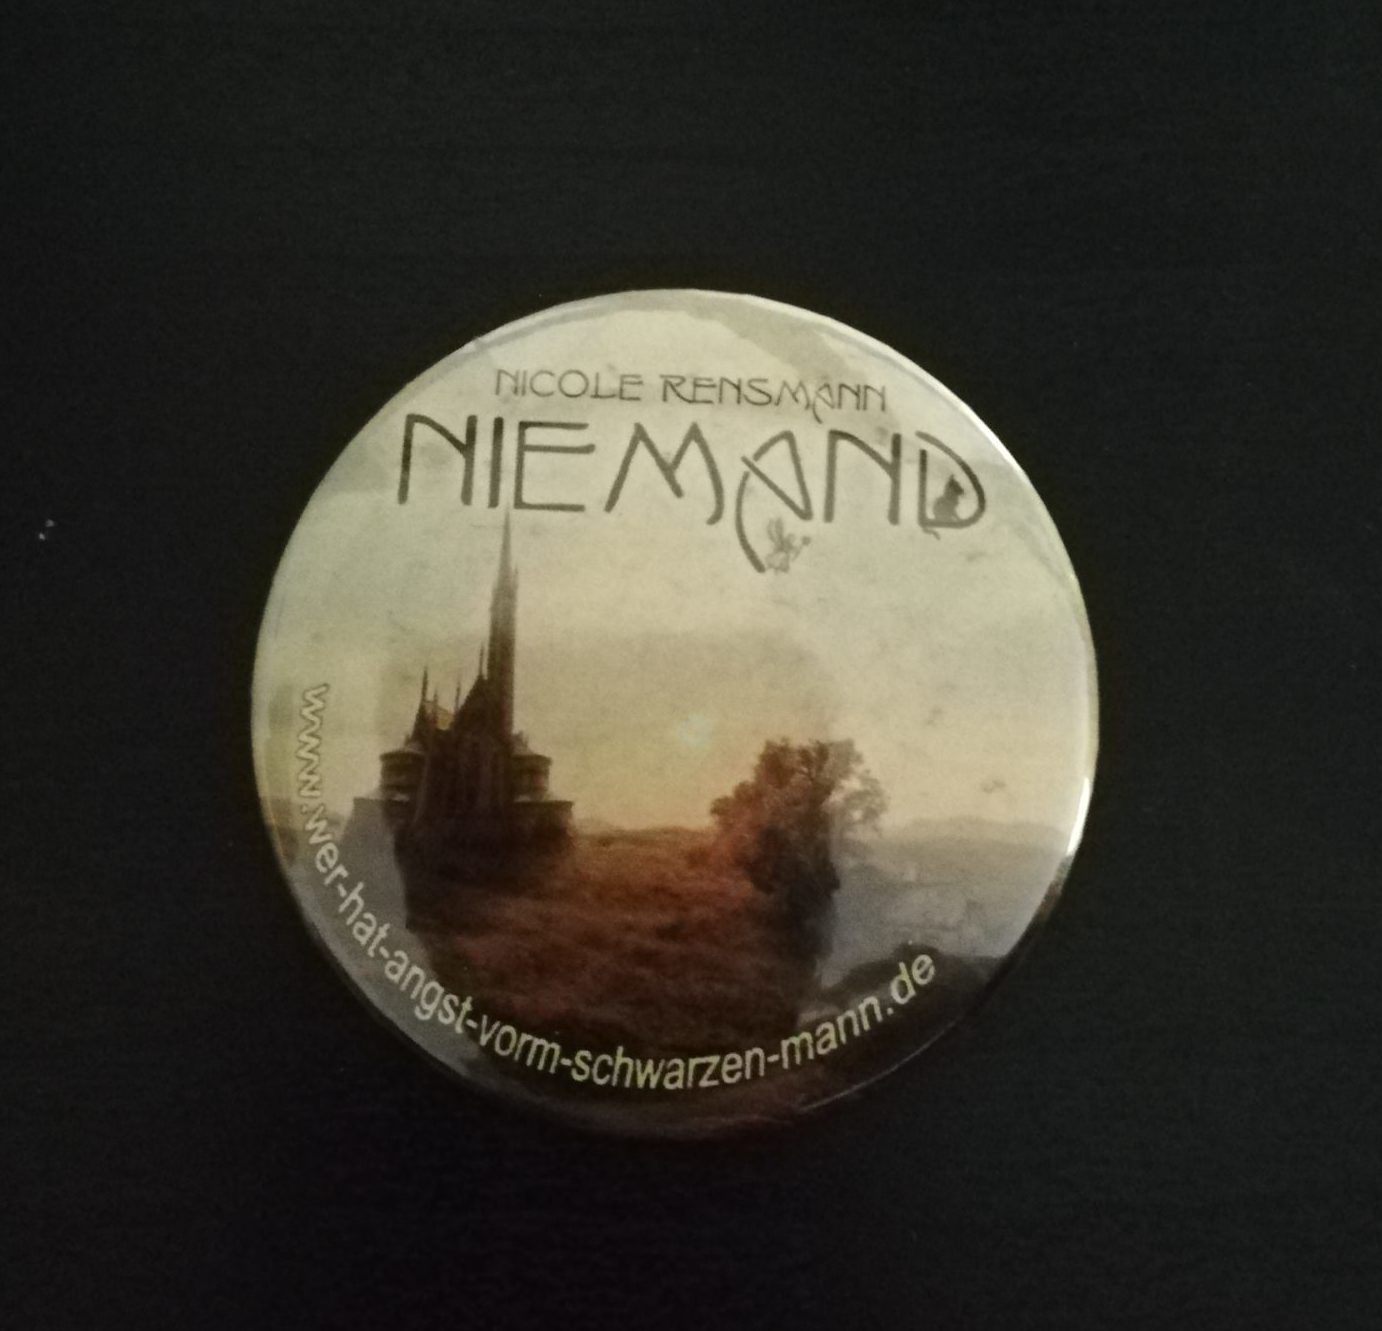 NICOLE RENSMANN
NIEMAND
www.wer-hat-angst-vorm-schwarzen-mann.de